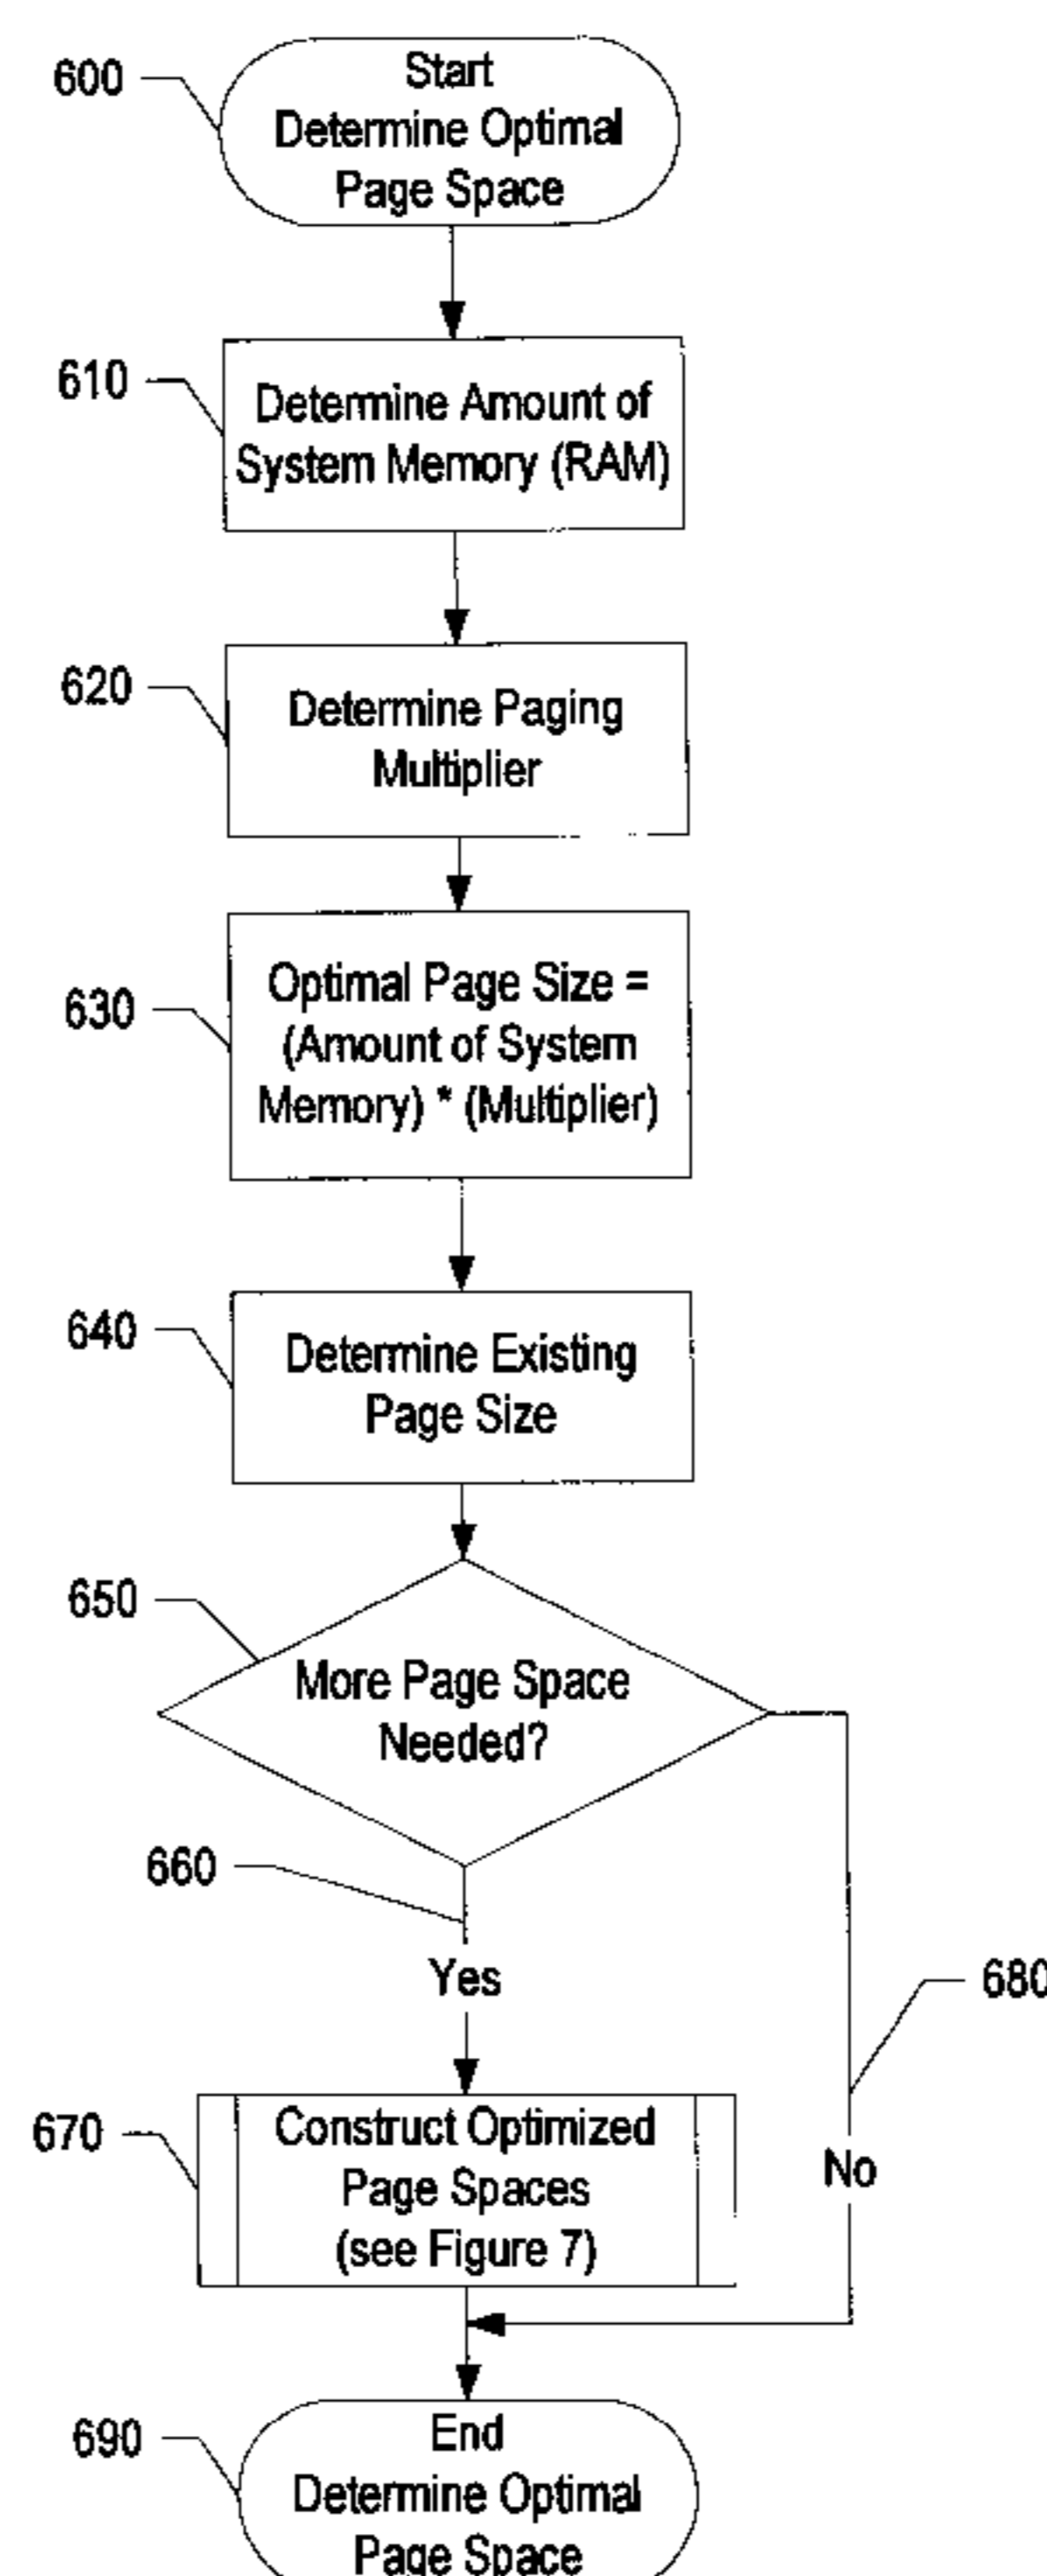 600
Start
Determine Optimal
Page Space
610
Determine Amount of
System Memory (RAM)
620
Determine Paging
Multiplier
630
Optimal Page Size =
(Amount of System
Memory) * (Multiplier)
640
Determine Existing
Page Size
650
More Page Space
Needed?
660
Yes
680
670
Construct Optimized
Page Spaces
(see Figure 7)
No
690
End
Determine Optimal
Page Space